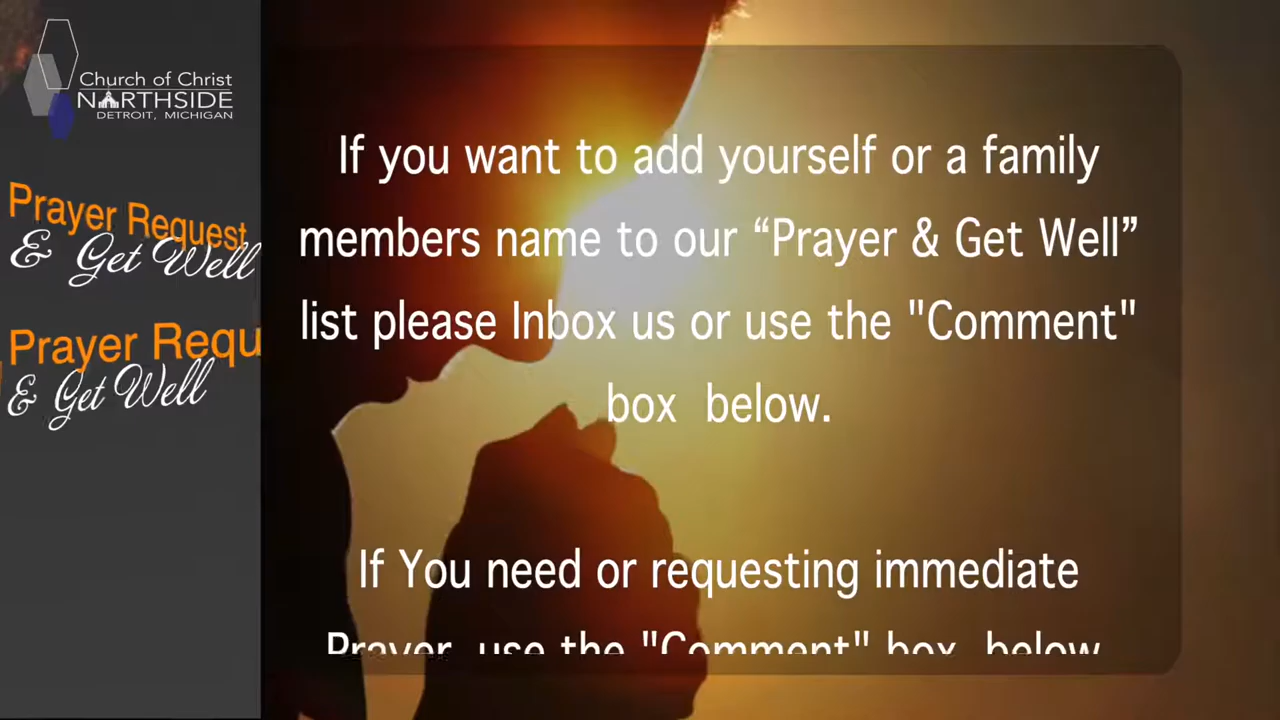 Church of Christ
NORTHSIDE
DETROIT, MICHIGAN
Prayer Request
& Get Well
Prayer Requ
& Get Well
If you want to add yourself or a family
members name to our “Prayer & Get Well”
list please Inbox us or use the "Comment"
box below.
If You need or requesting immediate
Prayer use the "Comment" box below